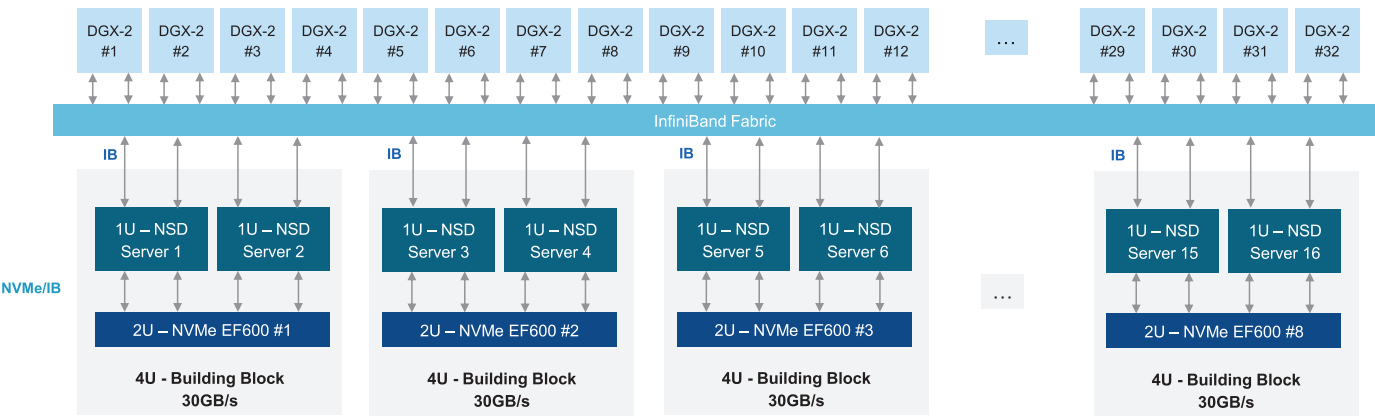 DGX-2
#1
DGX-2
#2
DGX-2
#3
DGX-2
#4
DGX-2
#5
DGX-2
#6
DGX-2
#7
DGX-2
#8
DGX-2
#9
DGX-2
#10
DGX-2
#11
DGX-2
#12
...
DGX-2
#29
DGX-2
#30
DGX-2
#31
DGX-2
#32
InfiniBand Fabric
IB
IB
IB
IB
1U – NSD
Server 1
1U – NSD
Server 2
1U – NSD
Server 3
1U – NSD
Server 4
1U – NSD
Server 5
1U – NSD
Server 6
1U – NSD
Server 15
1U – NSD
Server 16
NVMe/IB
...
2U – NVMe EF600 #1
2U – NVMe EF600 #2
2U – NVMe EF600 #3
2U – NVMe EF600 #8
4U - Building Block
30GB/s
4U - Building Block
30GB/s
4U - Building Block
30GB/s
4U - Building Block
30GB/s